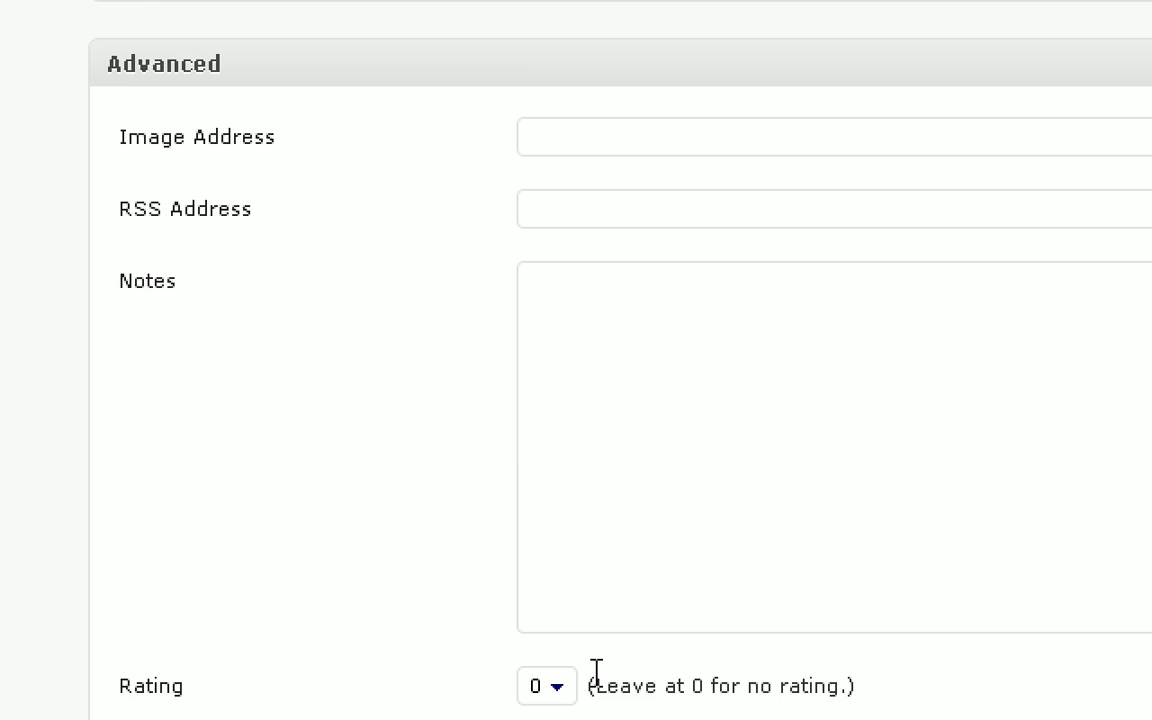 Advanced
Image Address
RSS Address
Notes
Rating
0 (Leave at 0 for no rating.)